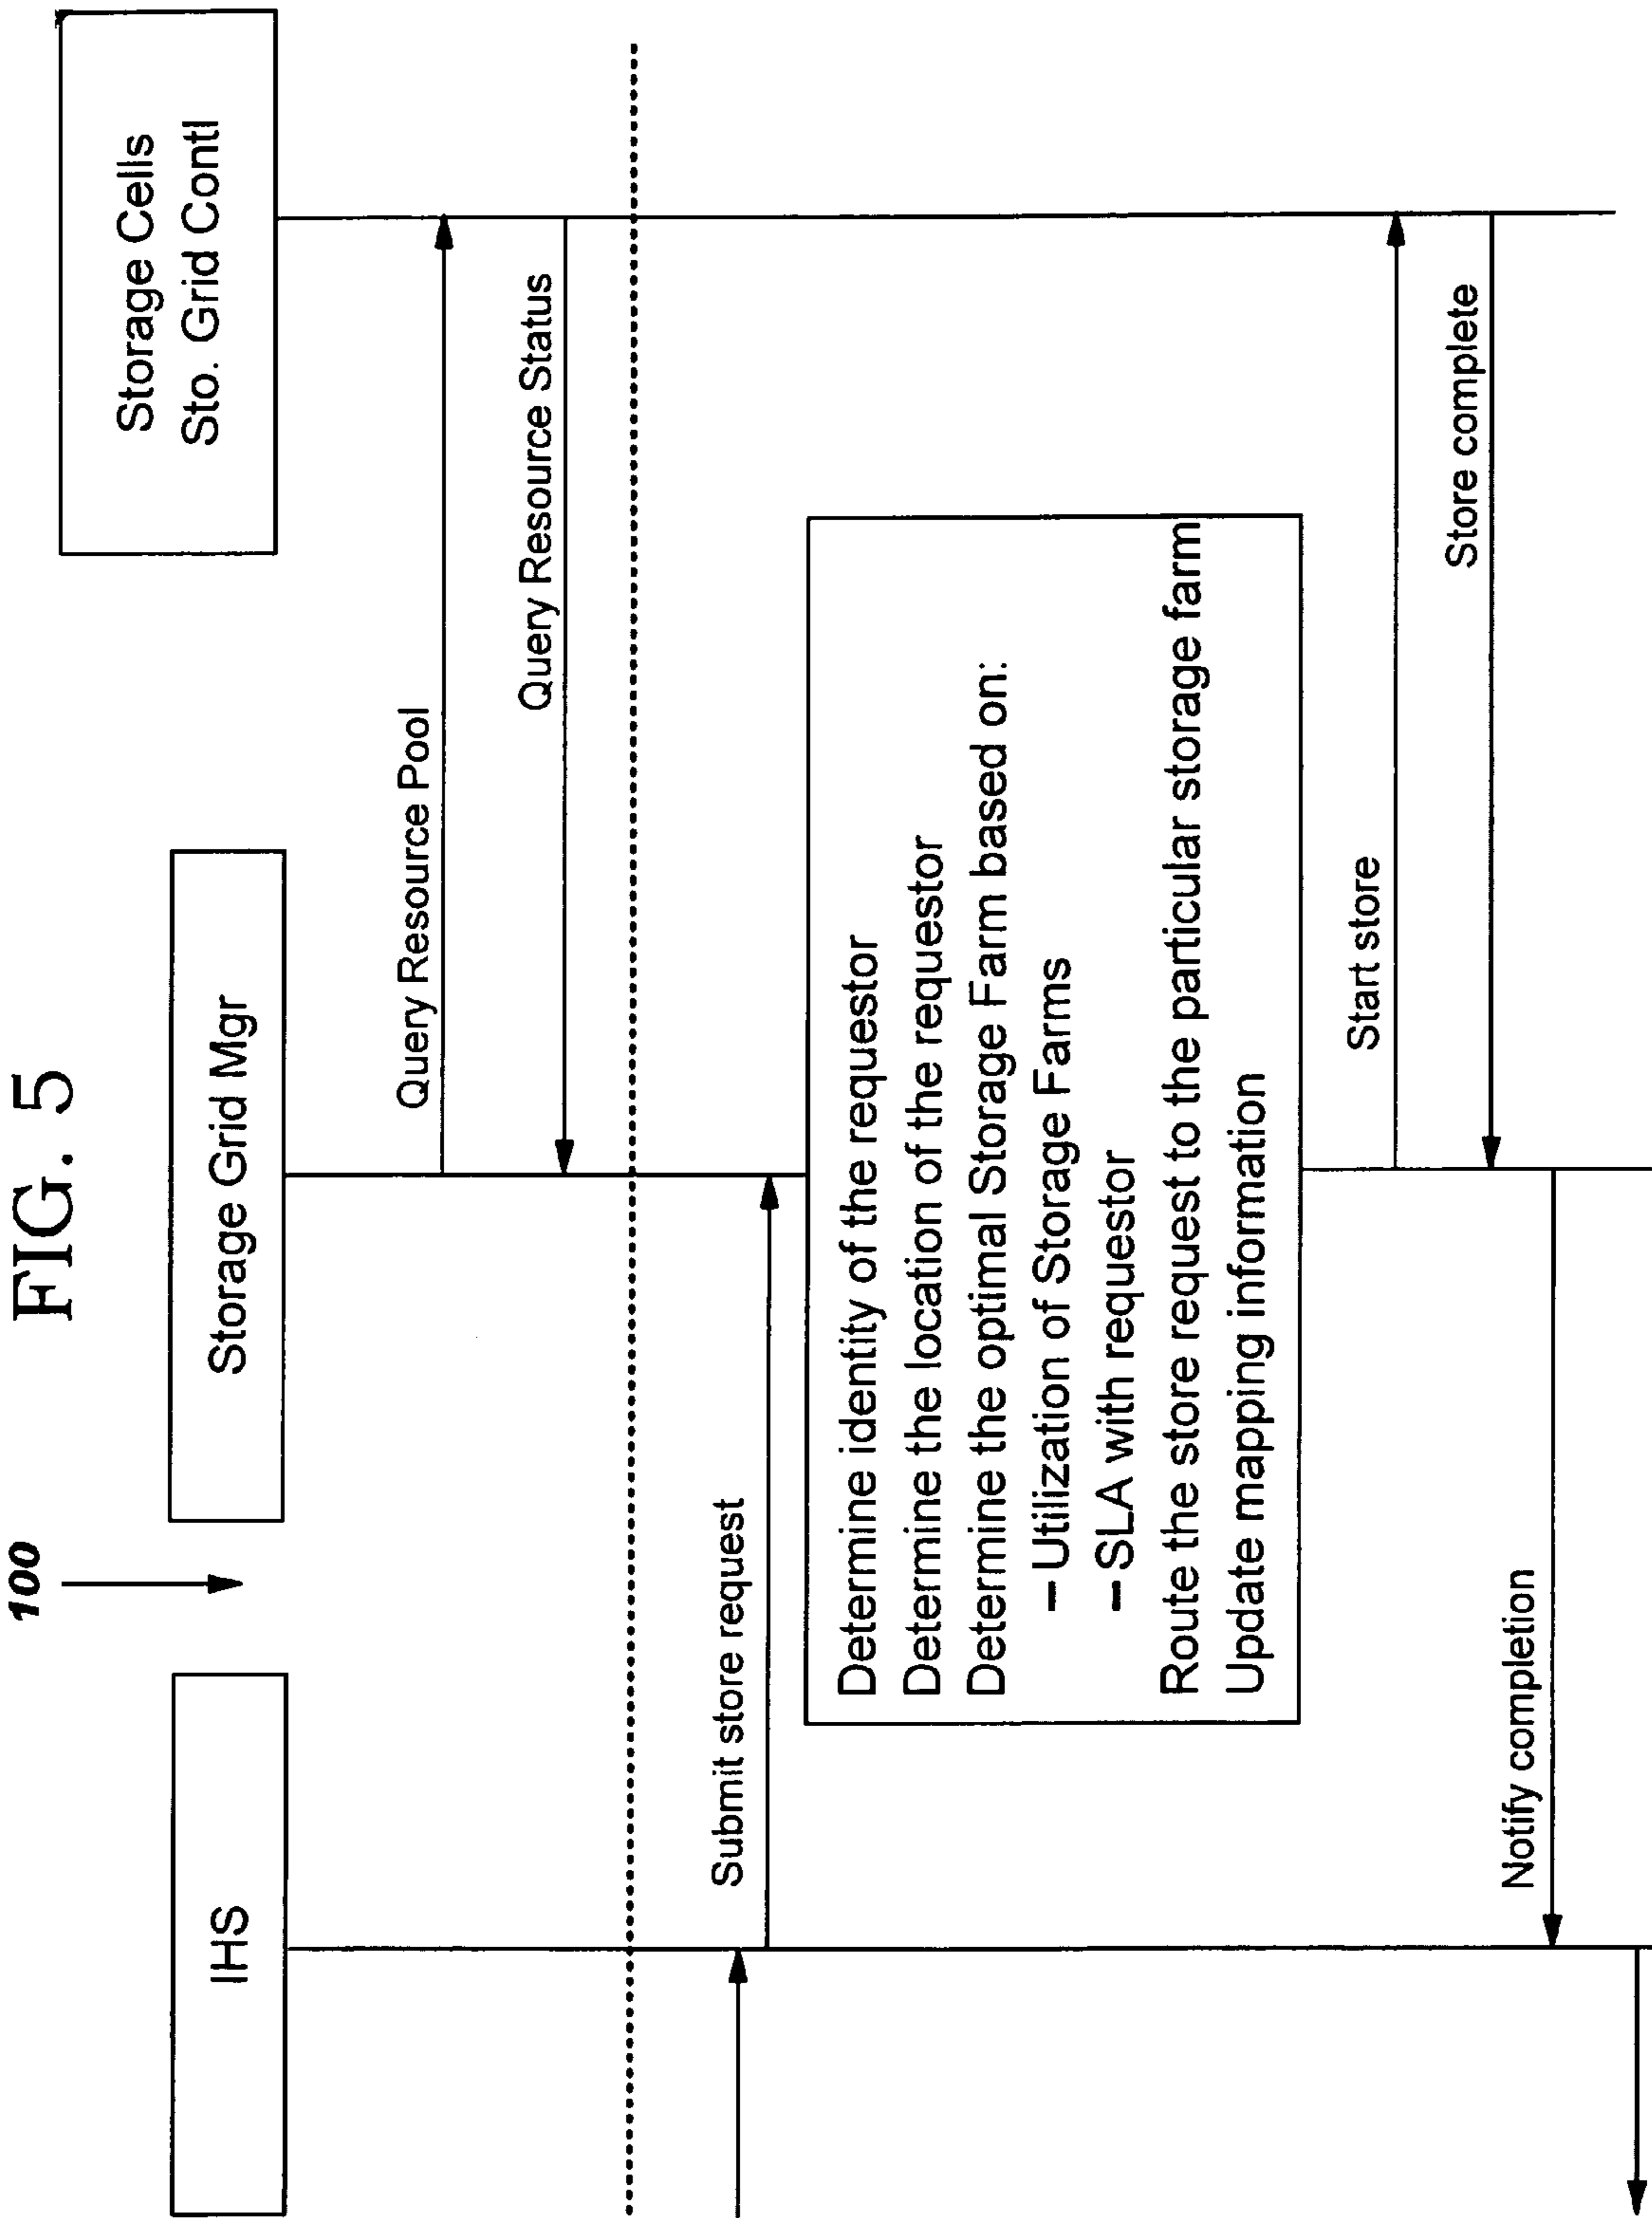 FIG. 5
100
IHS
Storage Grid Mgr
Storage Cells
Sto. Grid Contl
Query Resource Pool
Query Resource Status
Submit store request
Determine identity of the requestor
Determine the location of the requestor
Determine the optimal Storage Farm based on:
–Utilization of Storage Farms
–SLA with requestor
Route the store request to the particular storage farm
Update mapping information
Start store
Store complete
Notify completion